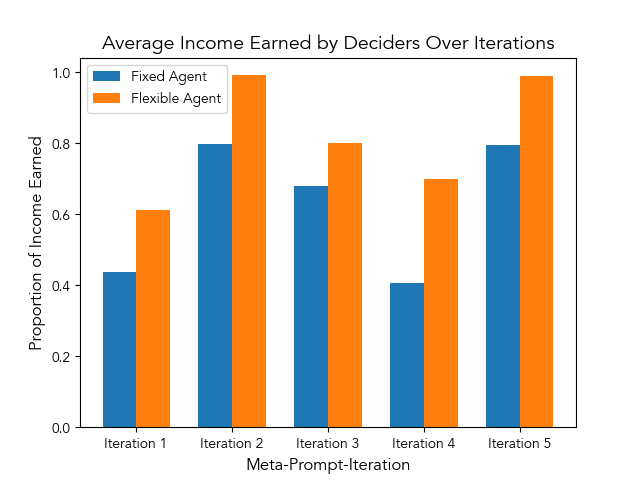 Average Income Earned by Deciders Over Iterations
Fixed Agent
Flexible Agent
Proportion of Income Earned
1.0
0.8
0.6
0.4
0.2
0.0
Iteration 1
Iteration 2
Iteration 3
Iteration 4
Iteration 5
Meta-Prompt-Iteration